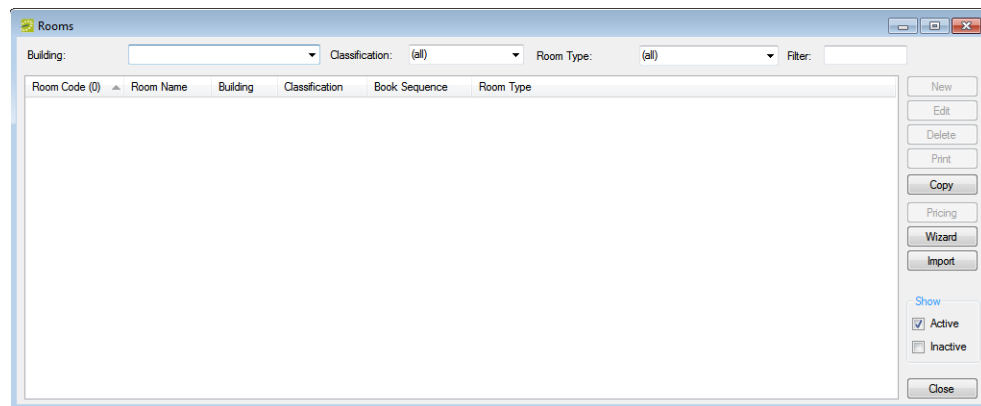 Rooms
Building: Classification: (all) Room Type: (all) Filter:
Room Code (0) Room Name Building Classification Book Sequence Room Type
New
Edit
Delete
Print
Copy
Pricing
Wizard
Import
Show
Active
Inactive
Close